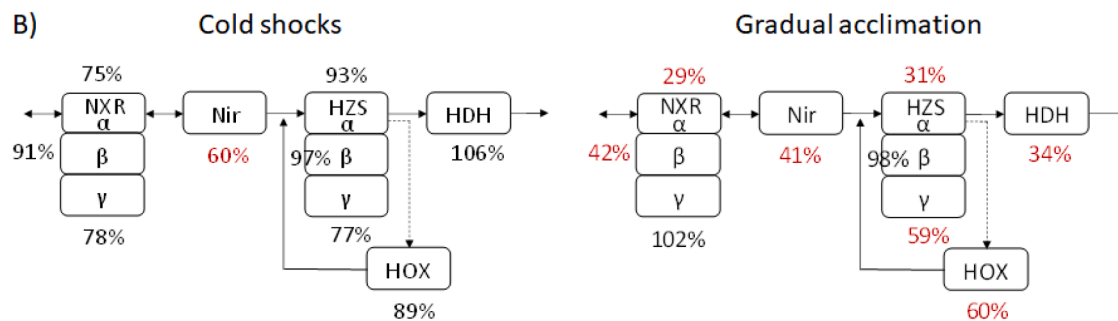 B) Cold shocks Gradual acclimation
75% 93% 29% 31%
NXR Nir HZS HDH NXR Nir HZS HDH
α α α α
91% β 60% 97% β 106% 42% β 41% 98% β 34%
γ γ γ γ
78% 77% 102% 59%
HOX HOX
89% 60%